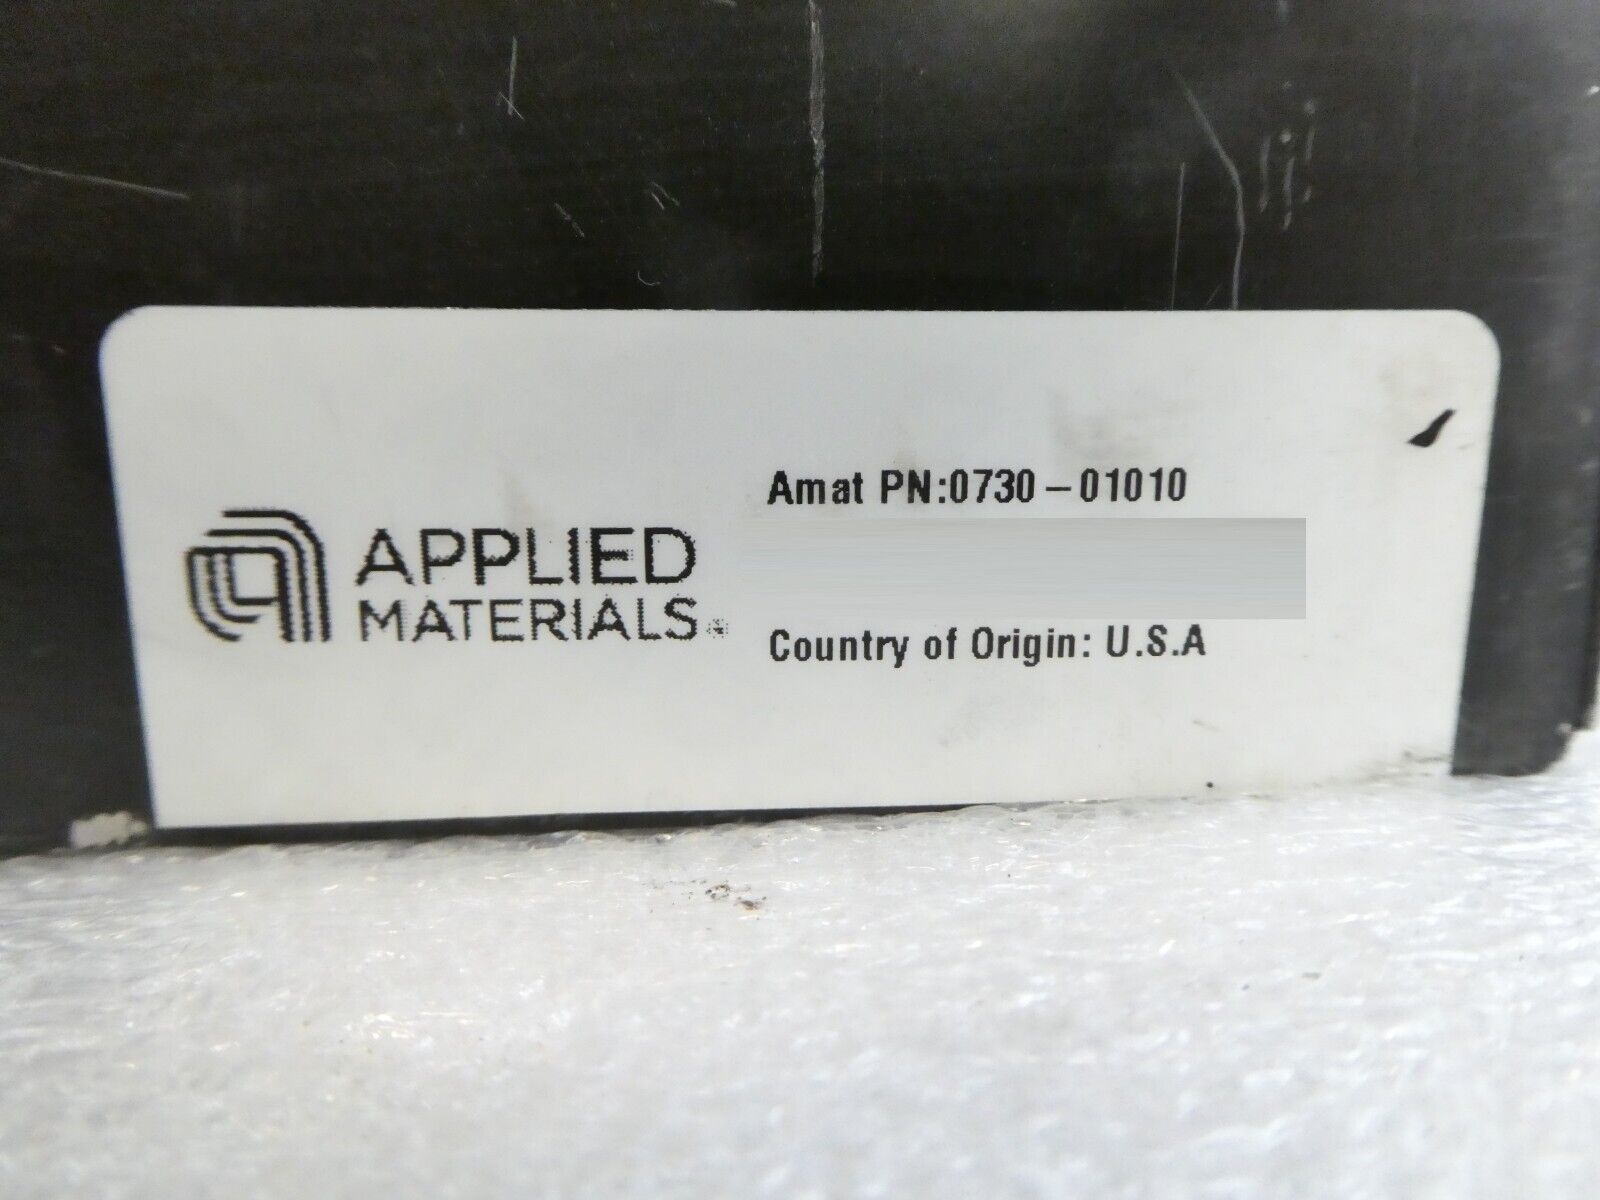 Amat PN:0730-01010
APPLIED
MATERIALS
Country of Origin: U.S.A